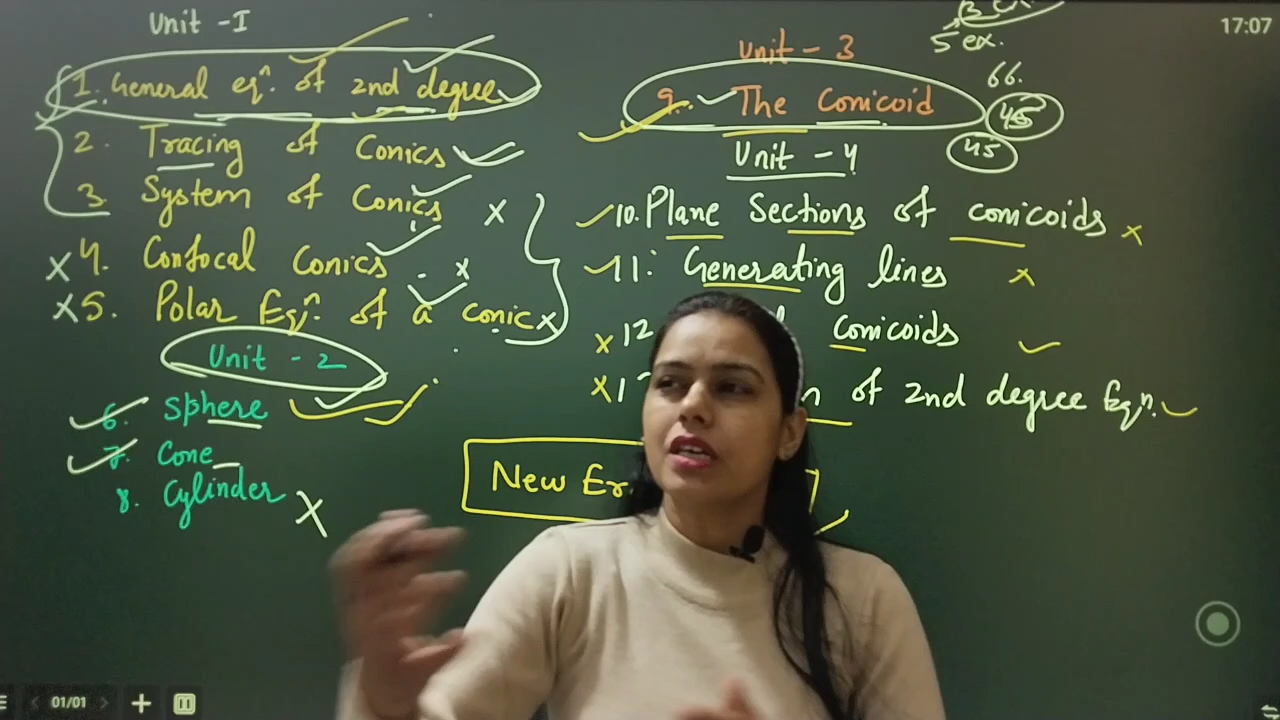 Unit - I
1. General eqⁿ. of 2nd degree
2. Tracing of Conics
3. System of Conics
4. Confocal Conics
5. Polar Eqⁿ. of a conic
Unit - 2
6. Sphere
7. Cone
8. Cylinder
Unit - 3
9. The Conicoid
Unit - 4
10. Plane Sections of conicoids
11. Generating lines
12 Conicoids
of 2nd degree Eqⁿ.
New Er
5 ex.
66.
45
45
17:07
01/01